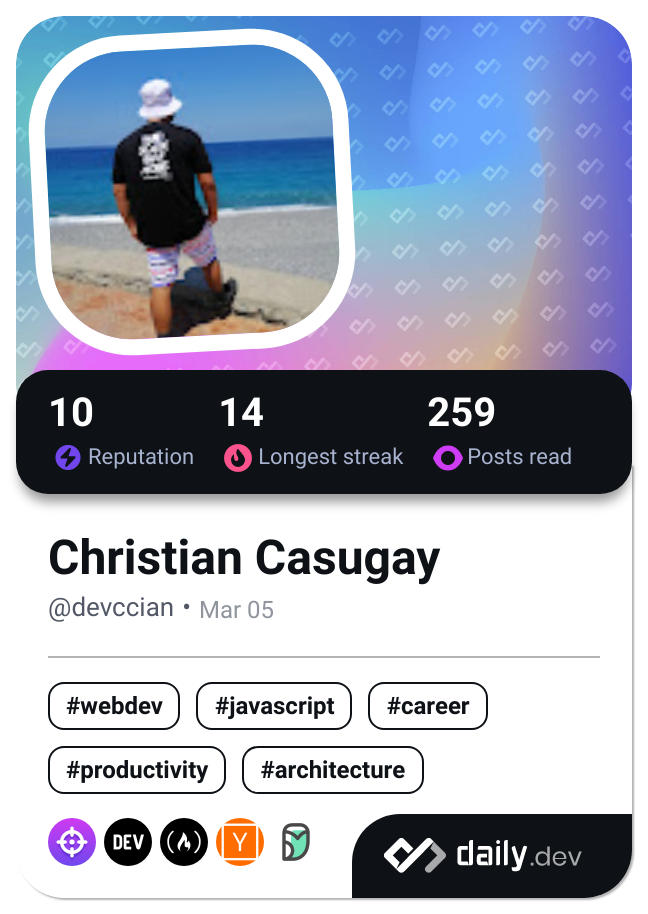 10 14 259
Reputation Longest streak Posts read
Christian Casugay
@devccian • Mar 05
#webdev #javascript #career
#productivity #architecture
DEV Y
daily.dev